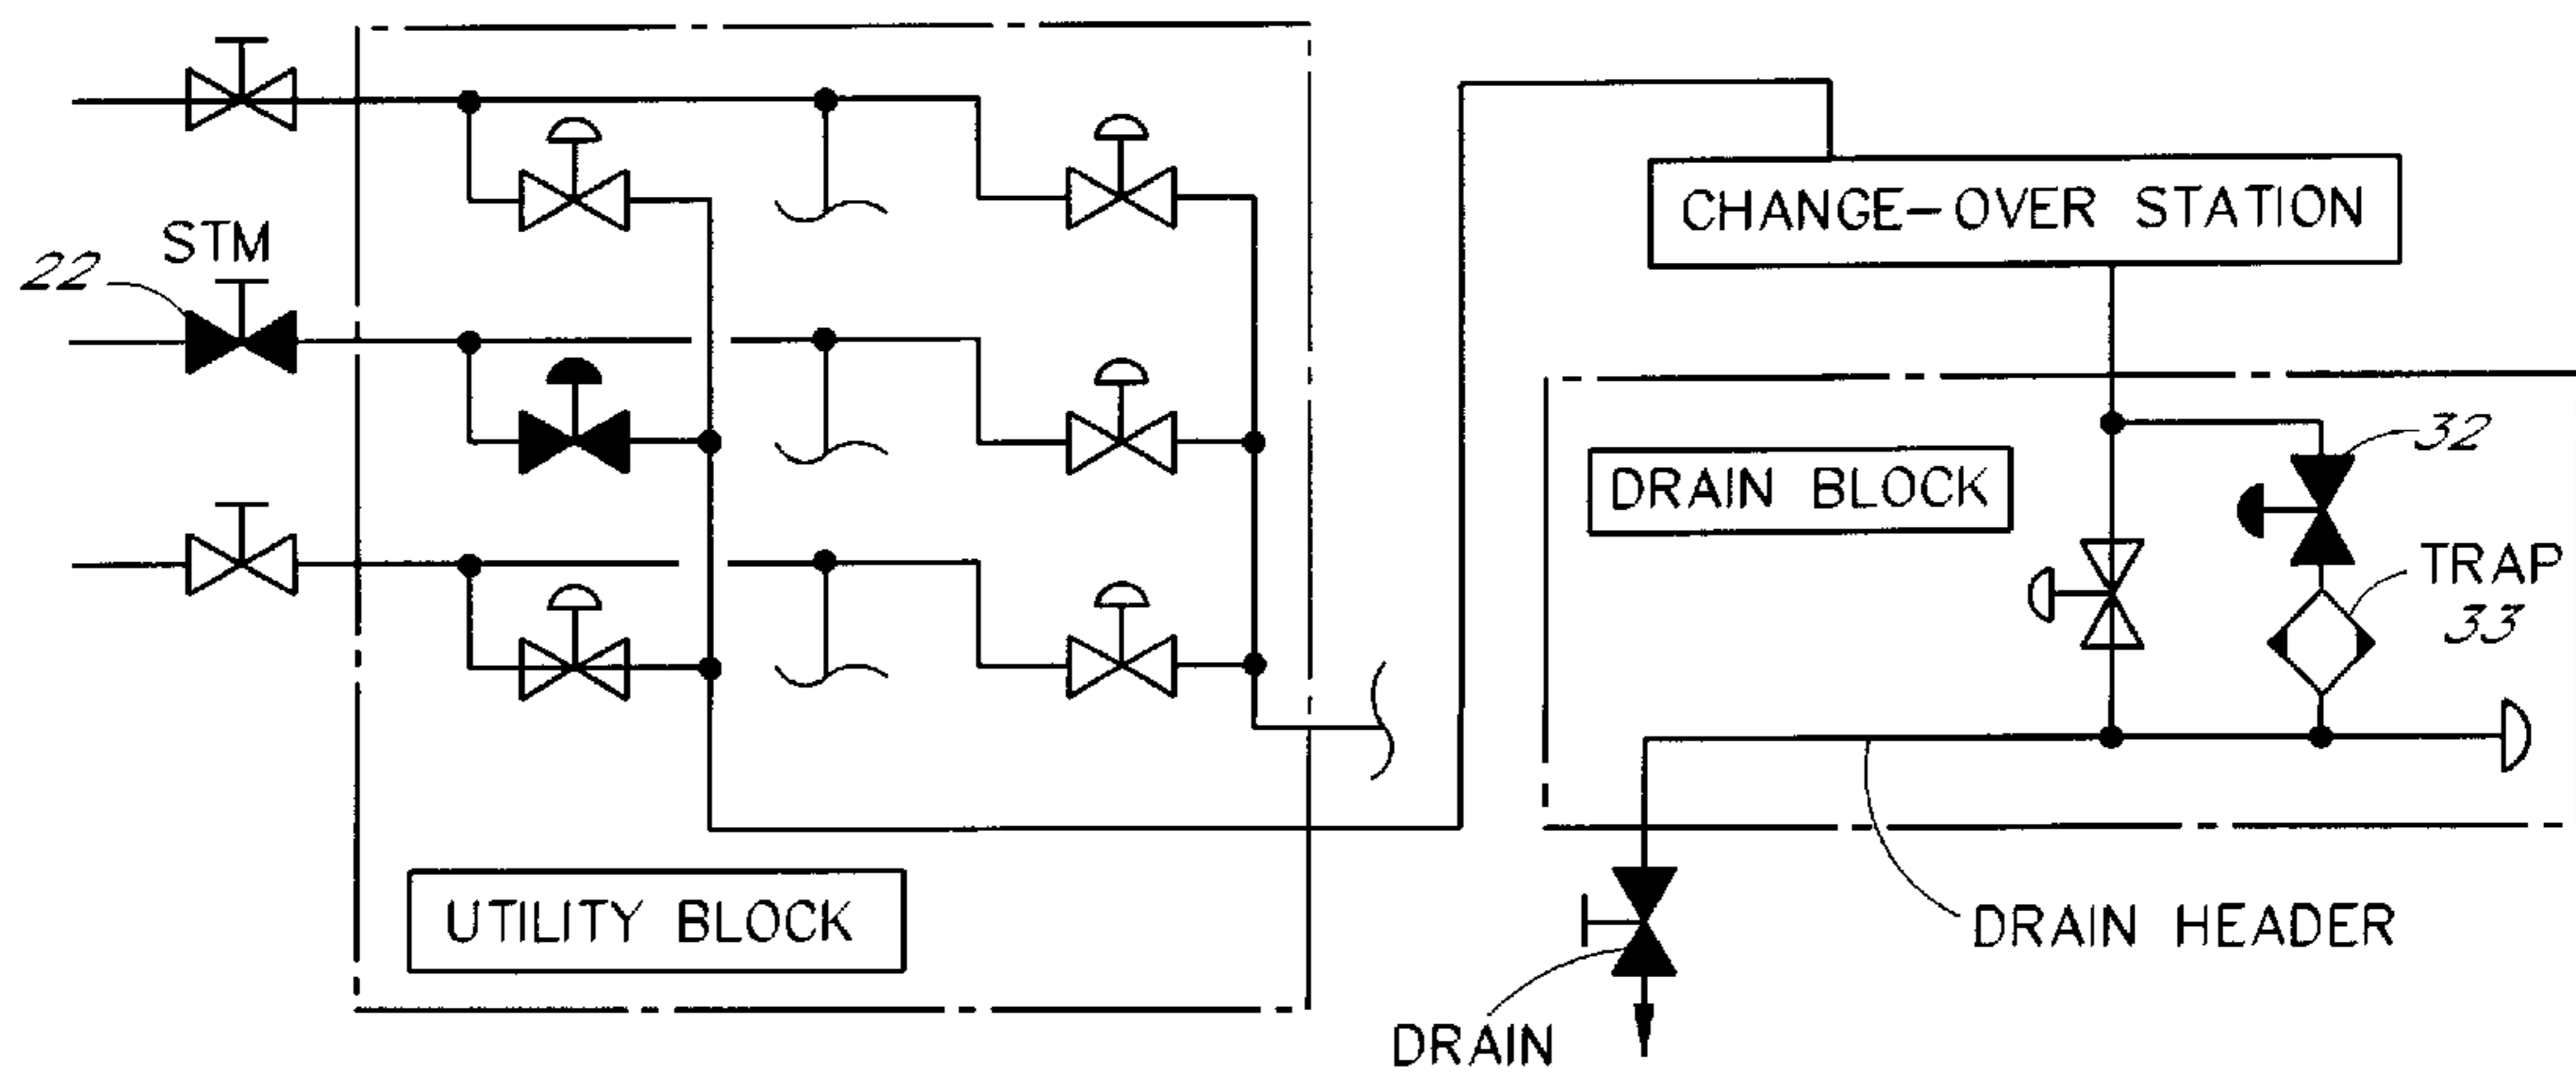 STM
22
CHANGE-OVER STATION
DRAIN BLOCK
32
TRAP
33
UTILITY BLOCK
DRAIN HEADER
DRAIN